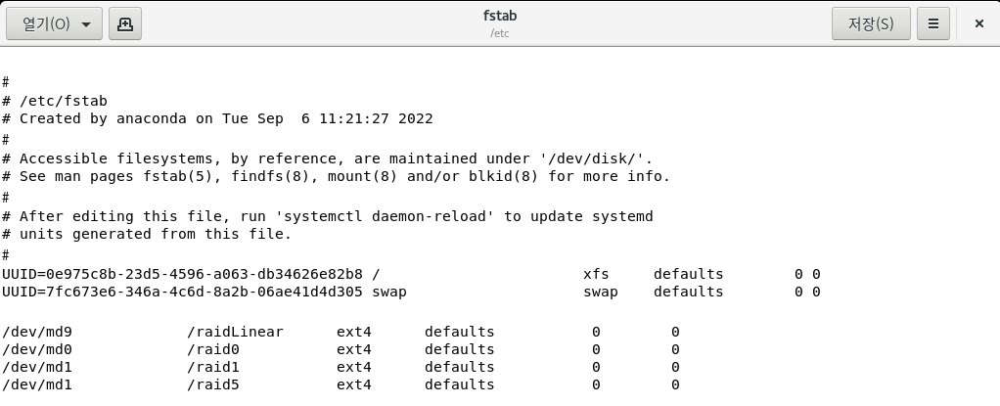 열기(O)
fstab
/etc
저장(S)
#
# /etc/fstab
# Created by anaconda on Tue Sep  6 11:21:27 2022
#
# Accessible filesystems, by reference, are maintained under '/dev/disk/'.
# See man pages fstab(5), findfs(8), mount(8) and/or blkid(8) for more info.
#
# After editing this file, run 'systemctl daemon-reload' to update systemd
# units generated from this file.
#
UUID=0e975c8b-23d5-4596-a063-db34626e82b8 /                       xfs     defaults        0 0
UUID=7fc673e6-346a-4c6d-8a2b-06ae41d4d305 swap                    swap    defaults        0 0
/dev/md9             /raidLinear      ext4      defaults           0        0
/dev/md0             /raid0           ext4      defaults           0        0
/dev/md1             /raid1           ext4      defaults           0        0
/dev/md1             /raid5           ext4      defaults           0        0